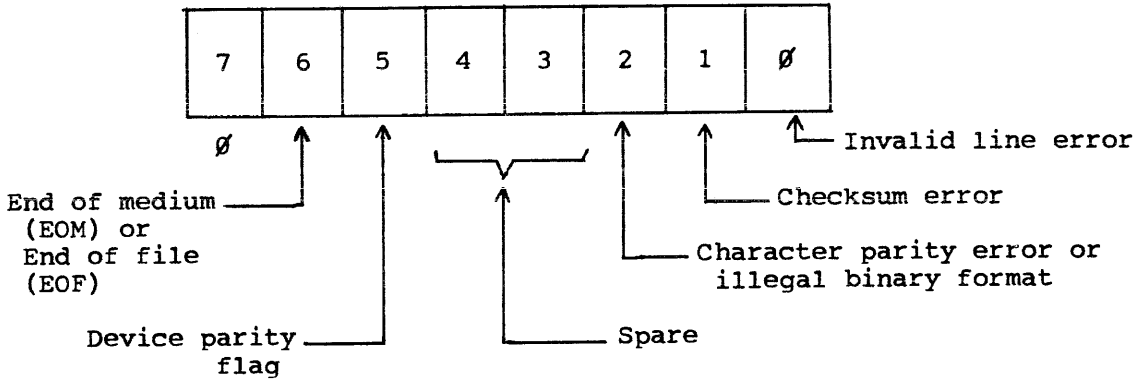 7 6 5 4 3 2 1 Ø
Ø
Invalid line error
End of medium
(EOM) or
End of file
(EOF)
Checksum error
Character parity error or
illegal binary format
Device parity
flag
Spare